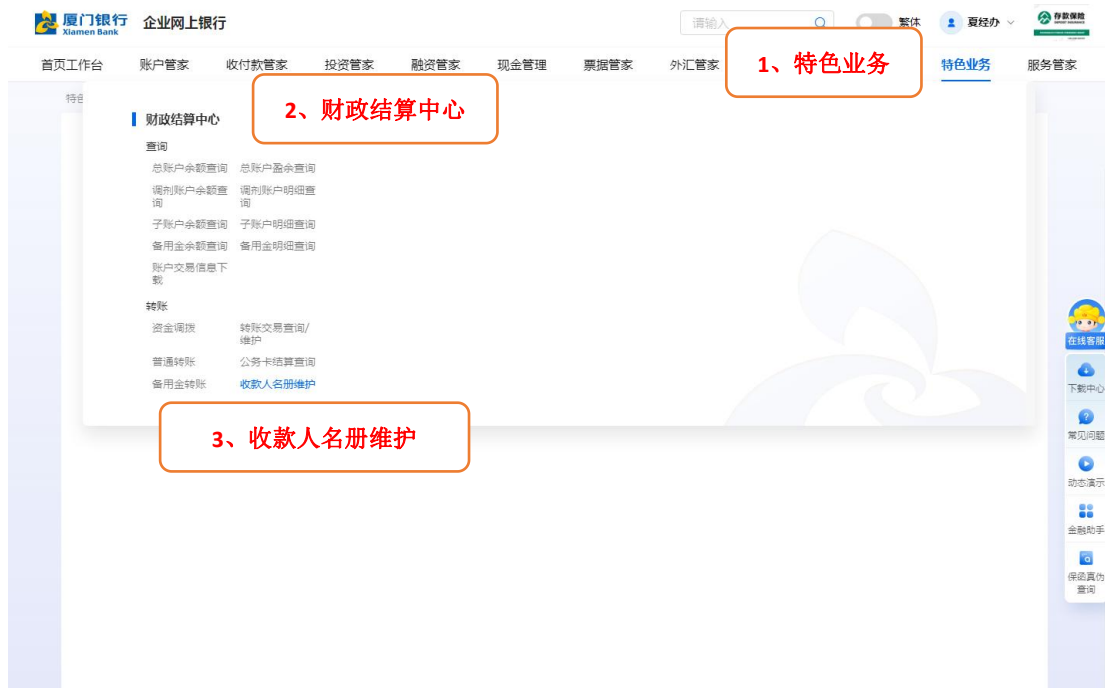 厦门银行 企业网上银行 请输入 繁体 夏经办 存款保险
Xiamen Bank
首页工作台 账户管家 收付款管家 投资管家 融资管家 现金管理 票据管家 外汇管家 特色业务 服务管家
1、特色业务
特色
2、财政结算中心
财政结算中心
查询
总账户余额查询 总账户盈余查询
调剂账户余额查 调剂账户明细查
询 询
子账户余额查询 子账户明细查询
备用金余额查询 备用金明细查询
账户交易信息下
载
转账
资金调拨 转账交易查询/
维护
普通转账 公务卡结算查询
备用金转账 收款人名册维护
3、收款人名册维护
在线客服
下载中心
常见问题
动态演示
金融助手
保函真伪
查询